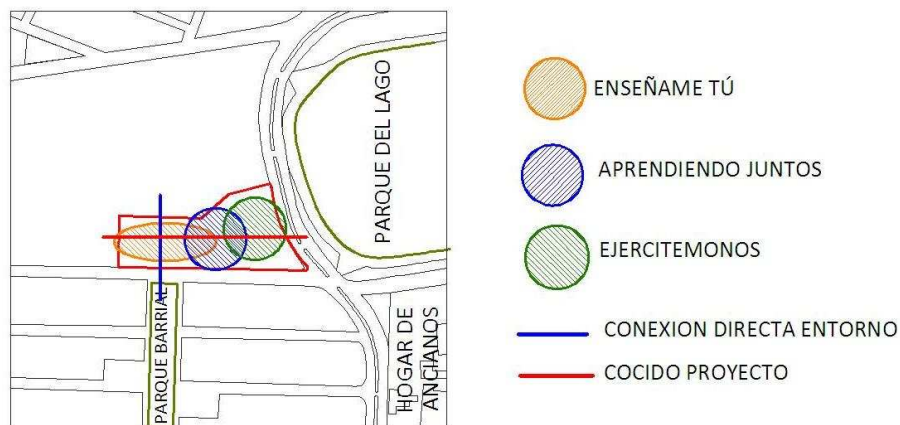 PARQUE DEL LAGO
PARQUE BARRIAL
HOGAR DE
ANCIANOS
ENSEÑAME TÚ
APRENDIENDO JUNTOS
EJERCITEMONOS
CONEXION DIRECTA ENTORNO
COCIDO PROYECTO